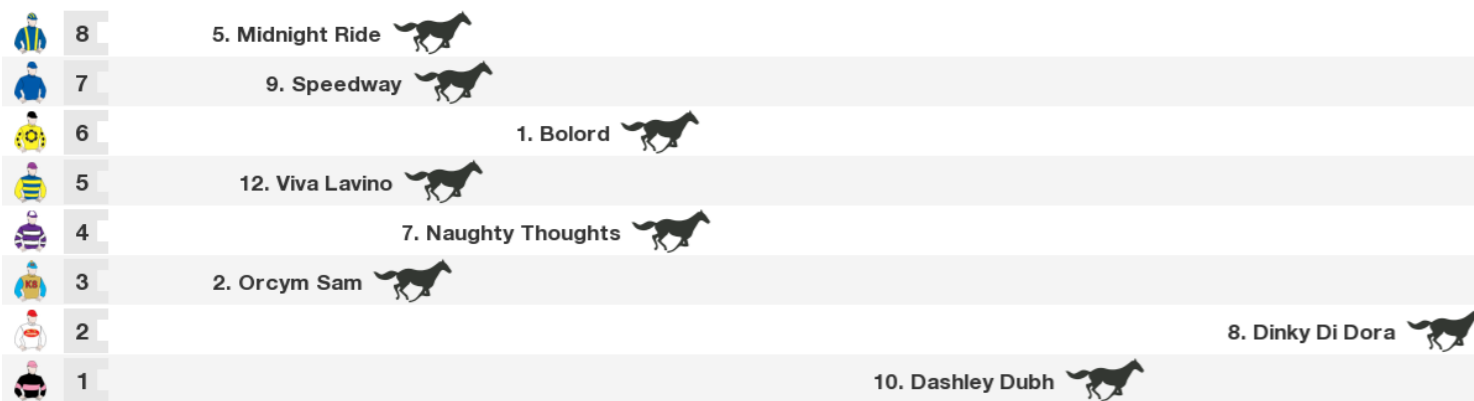 8 5. Midnight Ride
7 9. Speedway
6 1. Bolord
5 12. Viva Lavino
4 7. Naughty Thoughts
K8 3 2. Orcym Sam
2 8. Dinky Di Dora
1 10. Dashley Dubh